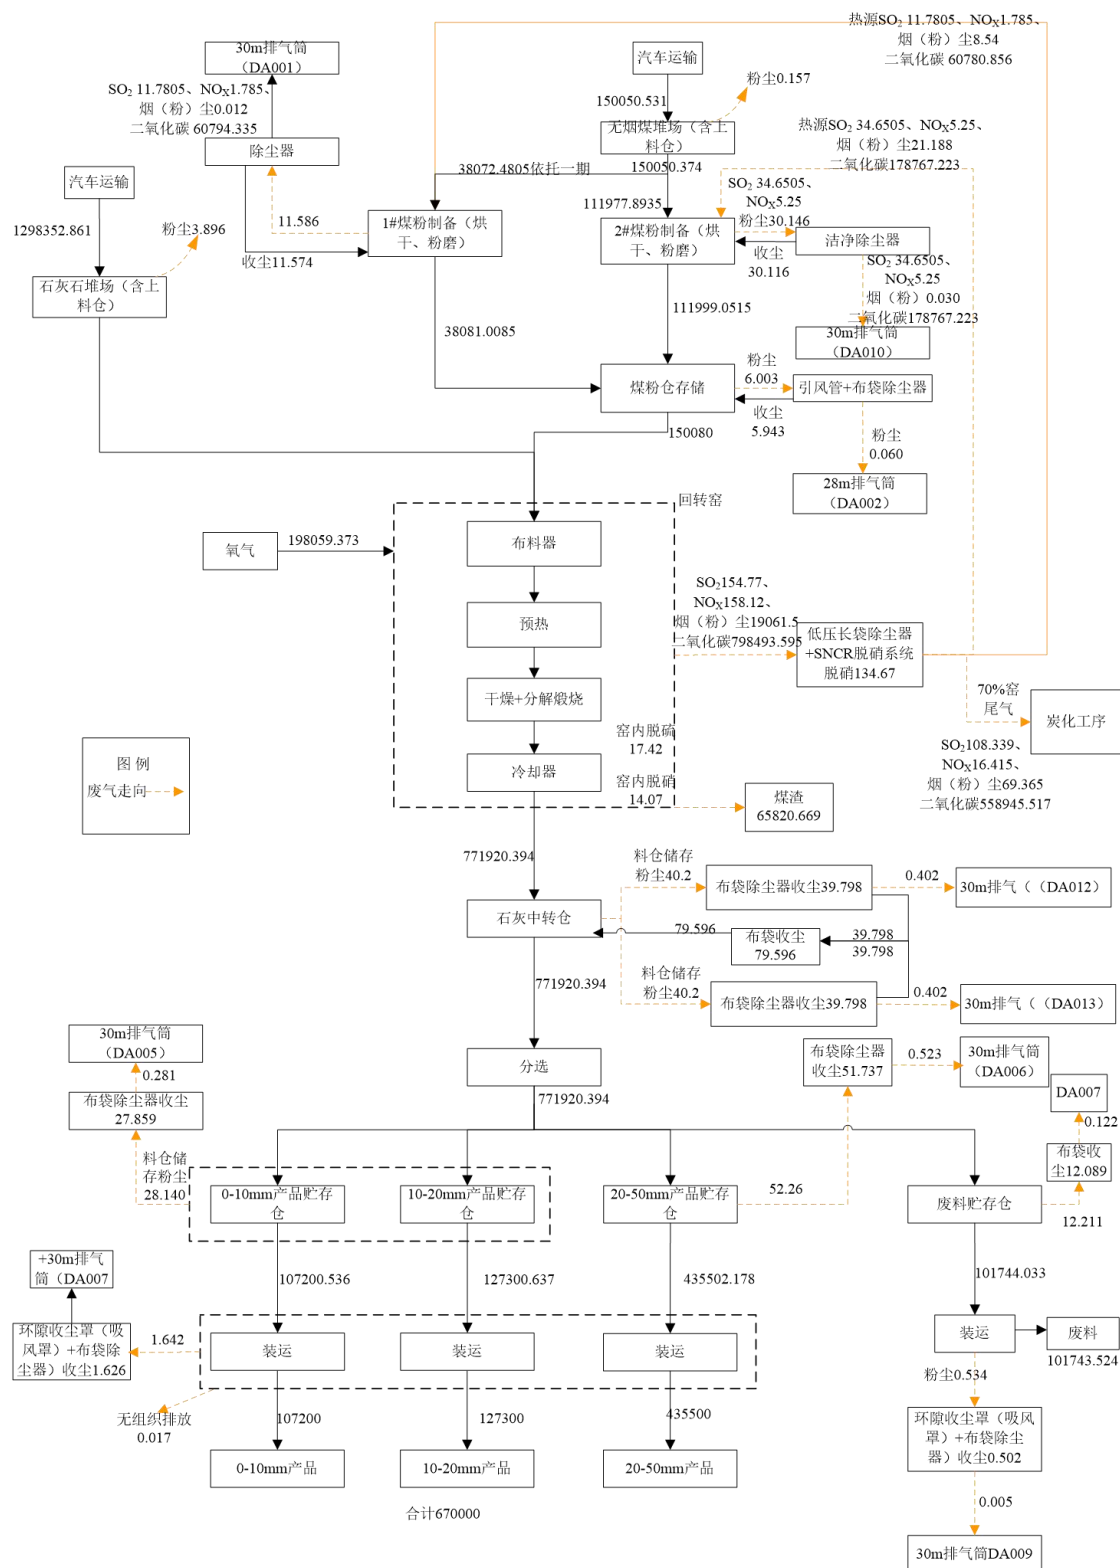 热源SO₂ 11.7805、NOX1.785、
烟（粉）尘8.54
二氧化碳 60780.856
30m排气筒
（DA001）
汽车运输
粉尘0.157
SO₂ 11.7805、NOX1.785、
烟（粉）尘0.012
二氧化碳 60794.335
150050.531
热源SO₂ 34.6505、NOX5.25、
烟（粉）尘21.188
二氧化碳178767.223
无烟煤堆场（含上
料仓）
除尘器
38072.4805依托一期
150050.374
汽车运输
SO₂ 34.6505、
NOX5.25
粉尘30.146
111977.8935
1298352.861
粉尘3.896
11.586
1#煤粉制备（烘
干、粉磨）
2#煤粉制备（烘
干、粉磨）
洁净除尘器
收尘11.574
收尘
30.116
SO₂ 34.6505、
NOX5.25
烟（粉）0.030
二氧化碳178767.223
石灰石堆场（含上
料仓）
38081.0085
111999.0515
30m排气筒
（DA010）
粉尘
6.003
煤粉仓存储
引风管+布袋除尘器
收尘
5.943
150080
粉尘
0.060
28m排气筒
（DA002）
回转窑
氧气
198059.373
布料器
SO₂154.77、
NOX158.12、
烟（粉）尘19061.5
二氧化碳798493.595
预热
低压长袋除尘器
+SNCR脱硝系统
脱硝134.67
干燥+分解煅烧
70%窑
尾气
炭化工序
窑内脱硫
17.42
SO₂108.339、
NOX16.415、
烟（粉）尘69.365
二氧化碳558945.517
图 例
废气走向
冷却器
窑内脱硝
14.07
煤渣
65820.669
771920.394
料仓储存
粉尘40.2
布袋除尘器收尘39.798
0.402
30m排气（（DA012）
石灰中转仓
79.596
布袋收尘
79.596
39.798
39.798
771920.394
料仓储存
粉尘40.2
布袋除尘器收尘39.798
0.402
30m排气（（DA013）
30m排气筒
（DA005）
0.281
分选
布袋除尘器
收尘51.737
0.523
30m排气筒
（DA006）
布袋除尘器收尘
27.859
771920.394
DA007
0.122
料仓储
存粉尘
28.140
布袋收
尘12.089
0-10mm产品贮存
仓
10-20mm产品贮存
仓
20-50mm产品贮存
仓
52.26
废料贮存仓
12.211
+30m排气
筒（DA007
107200.536
127300.637
435502.178
101744.033
环隙收尘罩（吸
风罩）+布袋除
尘器）收尘1.626
1.642
装运
装运
装运
装运
废料
101743.524
粉尘0.534
无组织排放
0.017
107200
127300
435500
环隙收尘罩（吸风
罩）+布袋除尘
器）收尘0.502
0-10mm产品
10-20mm产品
20-50mm产品
0.005
合计670000
30m排气筒DA009